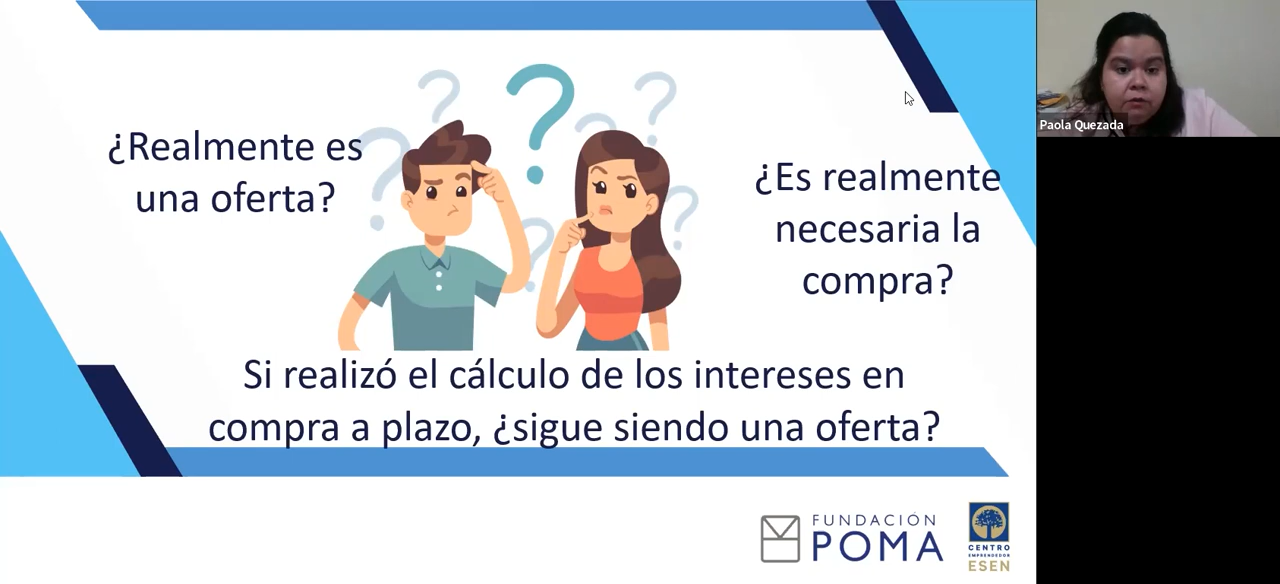 ¿Realmente es
una oferta?
¿Es realmente
necesaria la
compra?
Si realizó el cálculo de los intereses en
compra a plazo, ¿sigue siendo una oferta?
Paola Quezada
FUNDACIÓN
POMA
CENTRO
EMPRENDEDOR
ESEN